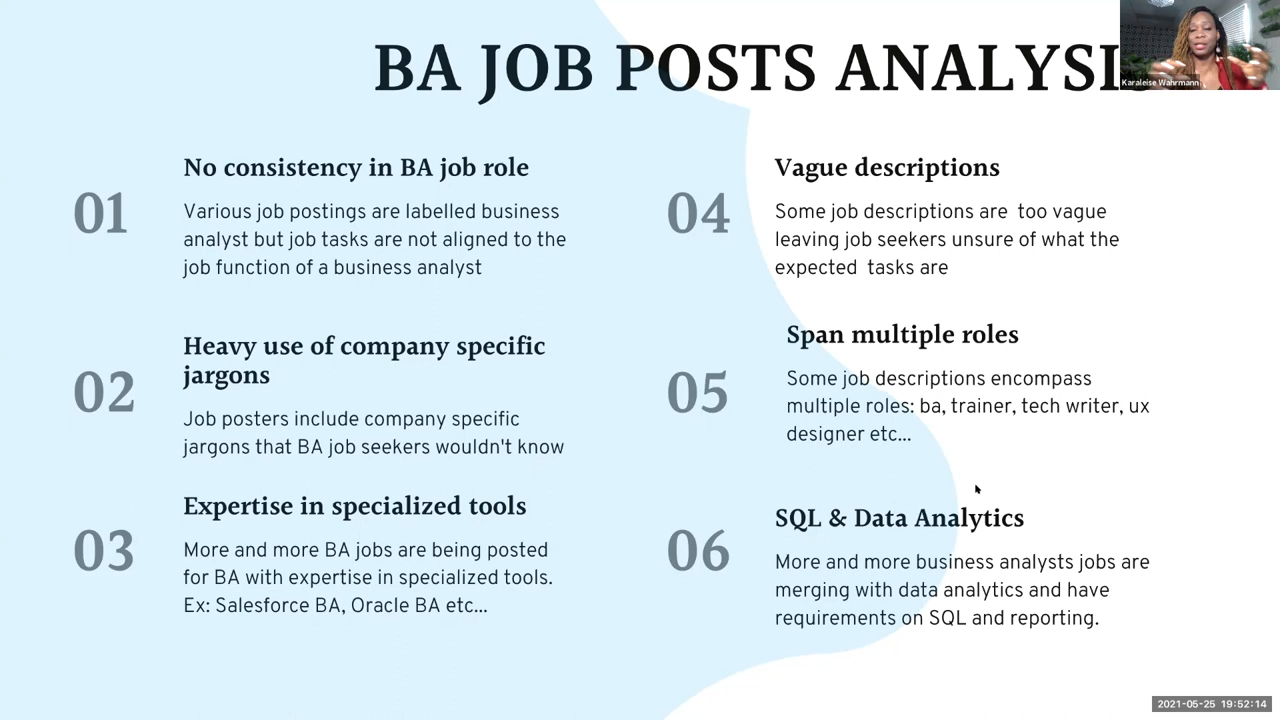 BA JOB POSTS ANALYSI
Karaleise Wahrmann
01
No consistency in BA job role
Various job postings are labelled business
analyst but job tasks are not aligned to the
job function of a business analyst
02
Heavy use of company specific
jargons
Job posters include company specific
jargons that BA job seekers wouldn't know
03
Expertise in specialized tools
More and more BA jobs are being posted
for BA with expertise in specialized tools.
Ex: Salesforce BA, Oracle BA etc...
04
Vague descriptions
Some job descriptions are  too vague
leaving job seekers unsure of what the
expected  tasks are
05
Span multiple roles
Some job descriptions encompass
multiple roles: ba, trainer, tech writer, ux
designer etc...
06
SQL & Data Analytics
More and more business analysts jobs are
merging with data analytics and have
requirements on SQL and reporting.
2021-05-25 19:52:14